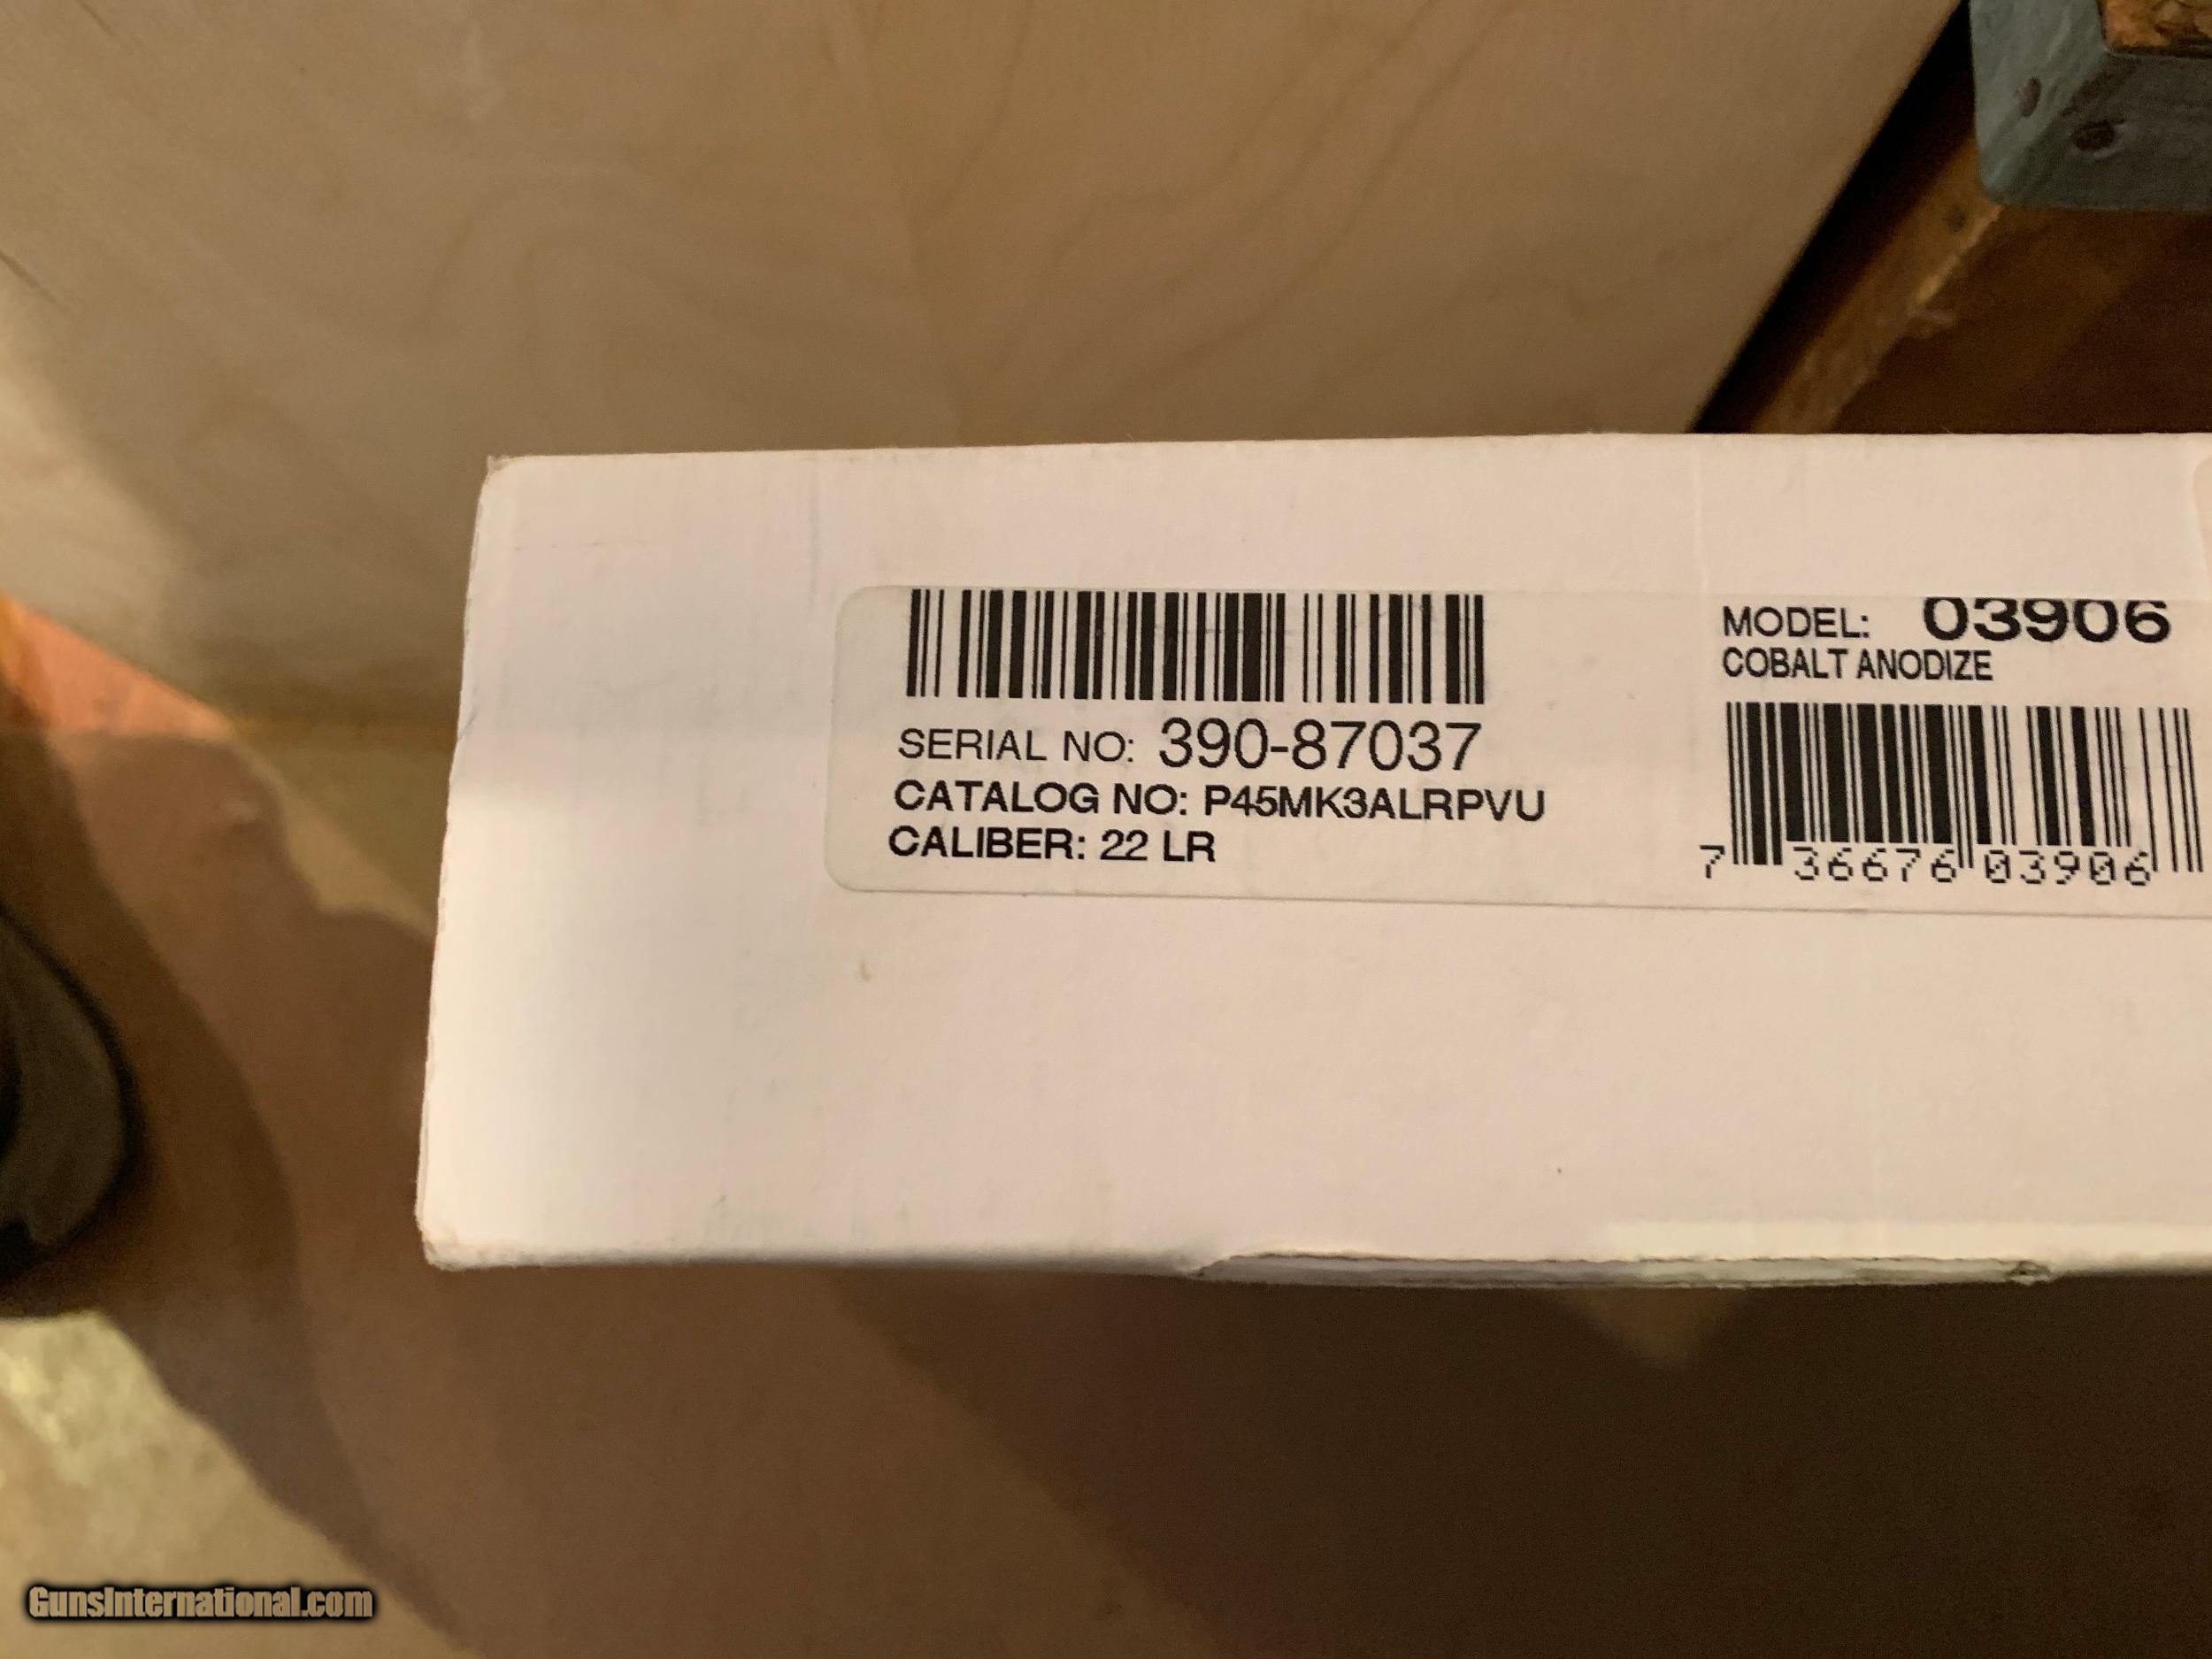 SERIAL NO: 390-87037
CATALOG NO: P45MK3ALRPVU
CALIBER: 22 LR
MODEL: 03906
COBALT ANODIZE
7 36676 03906
GunsInternational.com